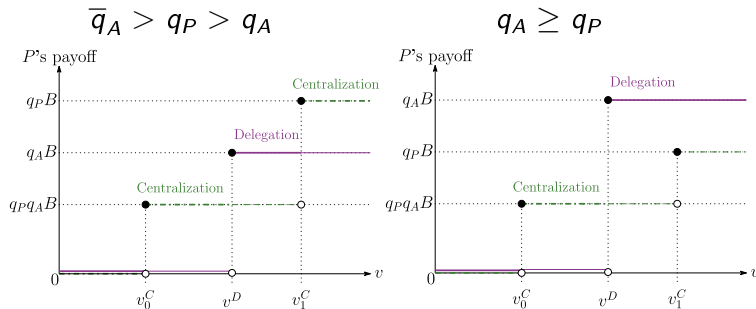 q̅_A > q_P > q_A
P's payoff
Centralization
q_P B
Delegation
q_A B
Centralization
q_P q_A B
0
v
v_0^C
v^D
v_1^C
q_A ≥ q_P
P's payoff
Delegation
q_A B
q_P B
Centralization
q_P q_A B
0
v
v_0^C
v^D
v_1^C